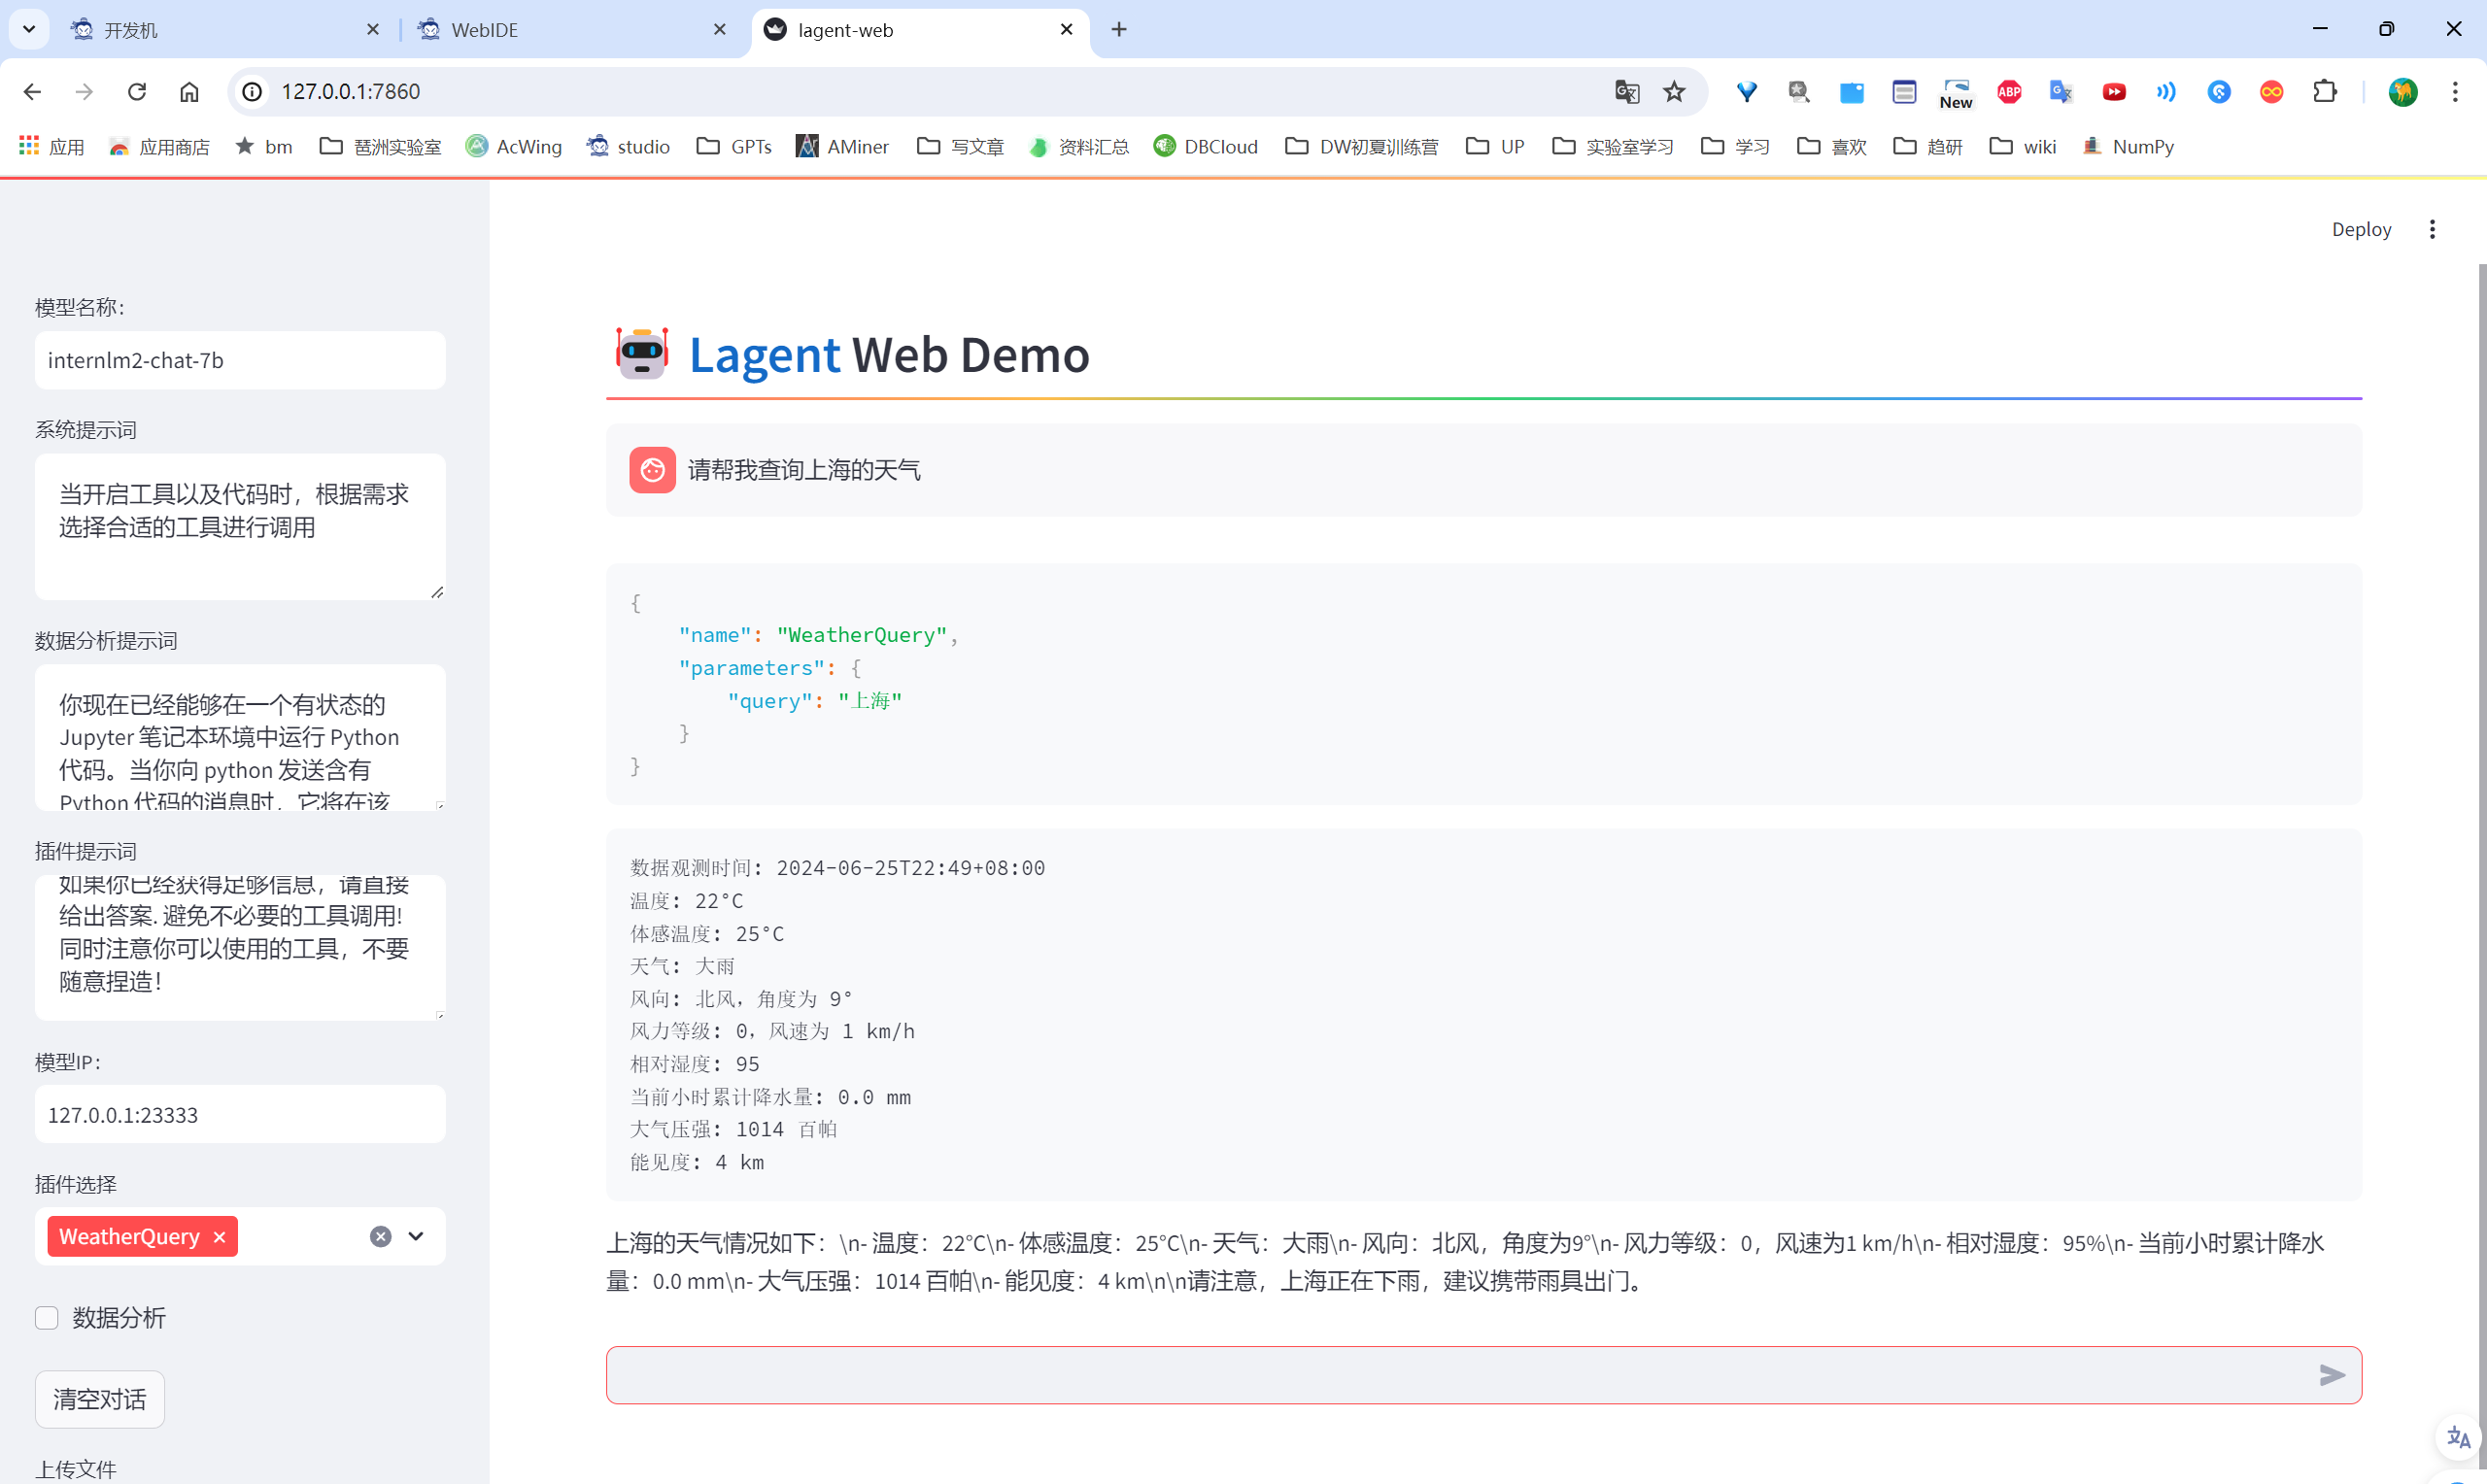 开发机
WebIDE
lagent-web
127.0.0.1:7860
New
ABP
应用
应用商店
bm
琶洲实验室
AcWing
studio
GPTs
AMiner
写文章
资料汇总
DBCloud
DW初夏训练营
UP
实验室学习
学习
喜欢
趋研
wiki
NumPy
Deploy
模型名称：
internlm2-chat-7b
系统提示词
当开启工具以及代码时，根据需求
选择合适的工具进行调用
数据分析提示词
你现在已经能够在一个有状态的
Jupyter 笔记本环境中运行 Python
代码。当你向 python 发送含有
Python 代码的消息时，它将在该
插件提示词
如果你已经获得足够信息，请直接
给出答案. 避免不必要的工具调用!
同时注意你可以使用的工具，不要
随意捏造！
模型IP：
127.0.0.1:23333
插件选择
WeatherQuery
数据分析
清空对话
上传文件
Lagent Web Demo
请帮我查询上海的天气
{
"name": "WeatherQuery",
"parameters": {
"query": "上海"
}
}
数据观测时间: 2024-06-25T22:49+08:00
温度: 22°C
体感温度: 25°C
天气: 大雨
风向: 北风，角度为 9°
风力等级: 0，风速为 1 km/h
相对湿度: 95
当前小时累计降水量: 0.0 mm
大气压强: 1014 百帕
能见度: 4 km
上海的天气情况如下：\n- 温度：22°C\n- 体感温度：25°C\n- 天气：大雨\n- 风向：北风，角度为9°\n- 风力等级：0，风速为1 km/h\n- 相对湿度：95%\n- 当前小时累计降水
量：0.0 mm\n- 大气压强：1014 百帕\n- 能见度：4 km\n\n请注意，上海正在下雨，建议携带雨具出门。